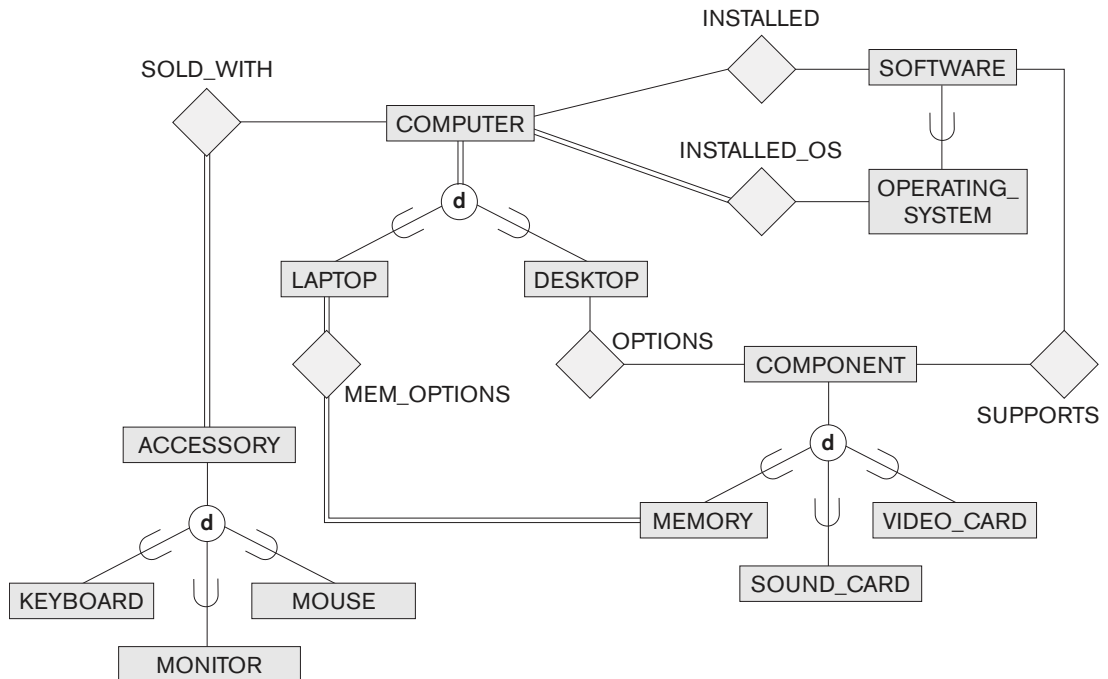 INSTALLED
SOLD_WITH
SOFTWARE
COMPUTER
INSTALLED_OS
OPERATING_
SYSTEM
d
LAPTOP
DESKTOP
OPTIONS
COMPONENT
MEM_OPTIONS
SUPPORTS
ACCESSORY
d
d
MEMORY
VIDEO_CARD
SOUND_CARD
KEYBOARD
MOUSE
MONITOR